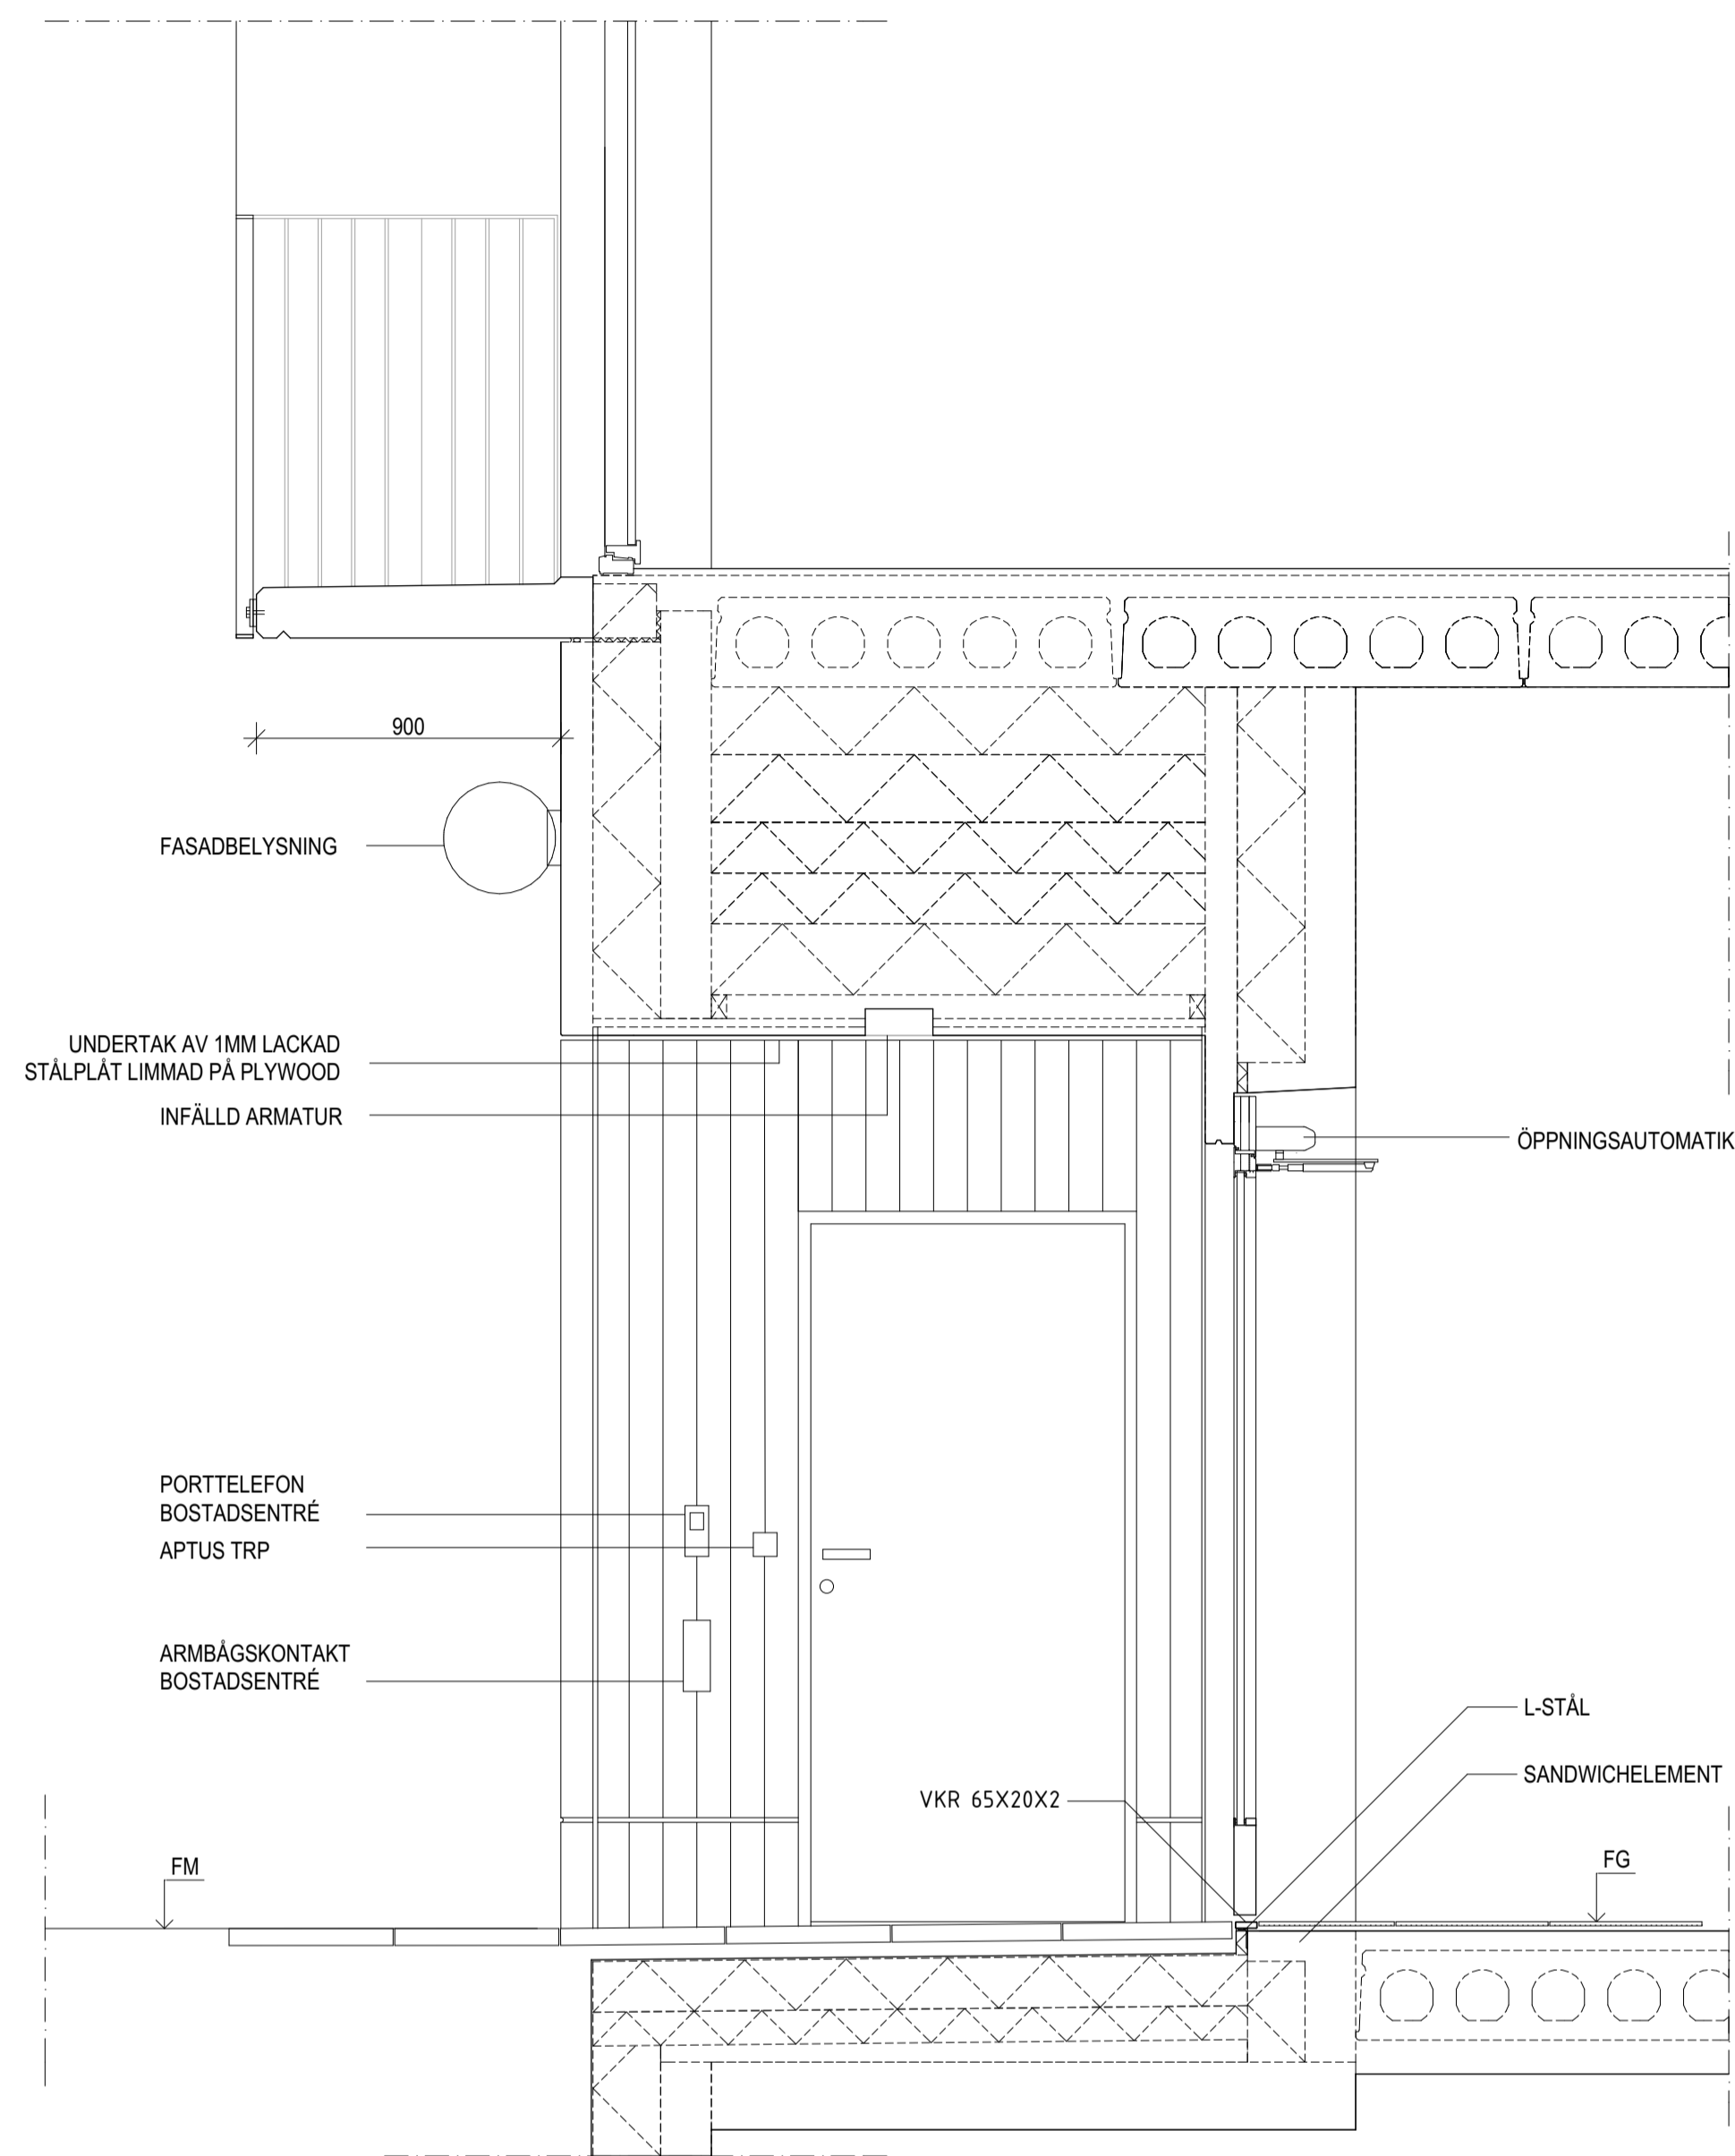 900
FASADBELYSNING
UNDERTAK AV 1MM LACKAD
STÅLPLÅT LIMMAD PÅ PLYWOOD
INFÄLLD ARMATUR
ÖPPNINGSAUTOMATIK
PORTTELEFON
BOSTADSENTRÉ
APTUS TRP
ARMBÅGSKONTAKT
BOSTADSENTRÉ
L-STÅL
SANDWICHELEMENT
VKR 65X20X2
FM
FG